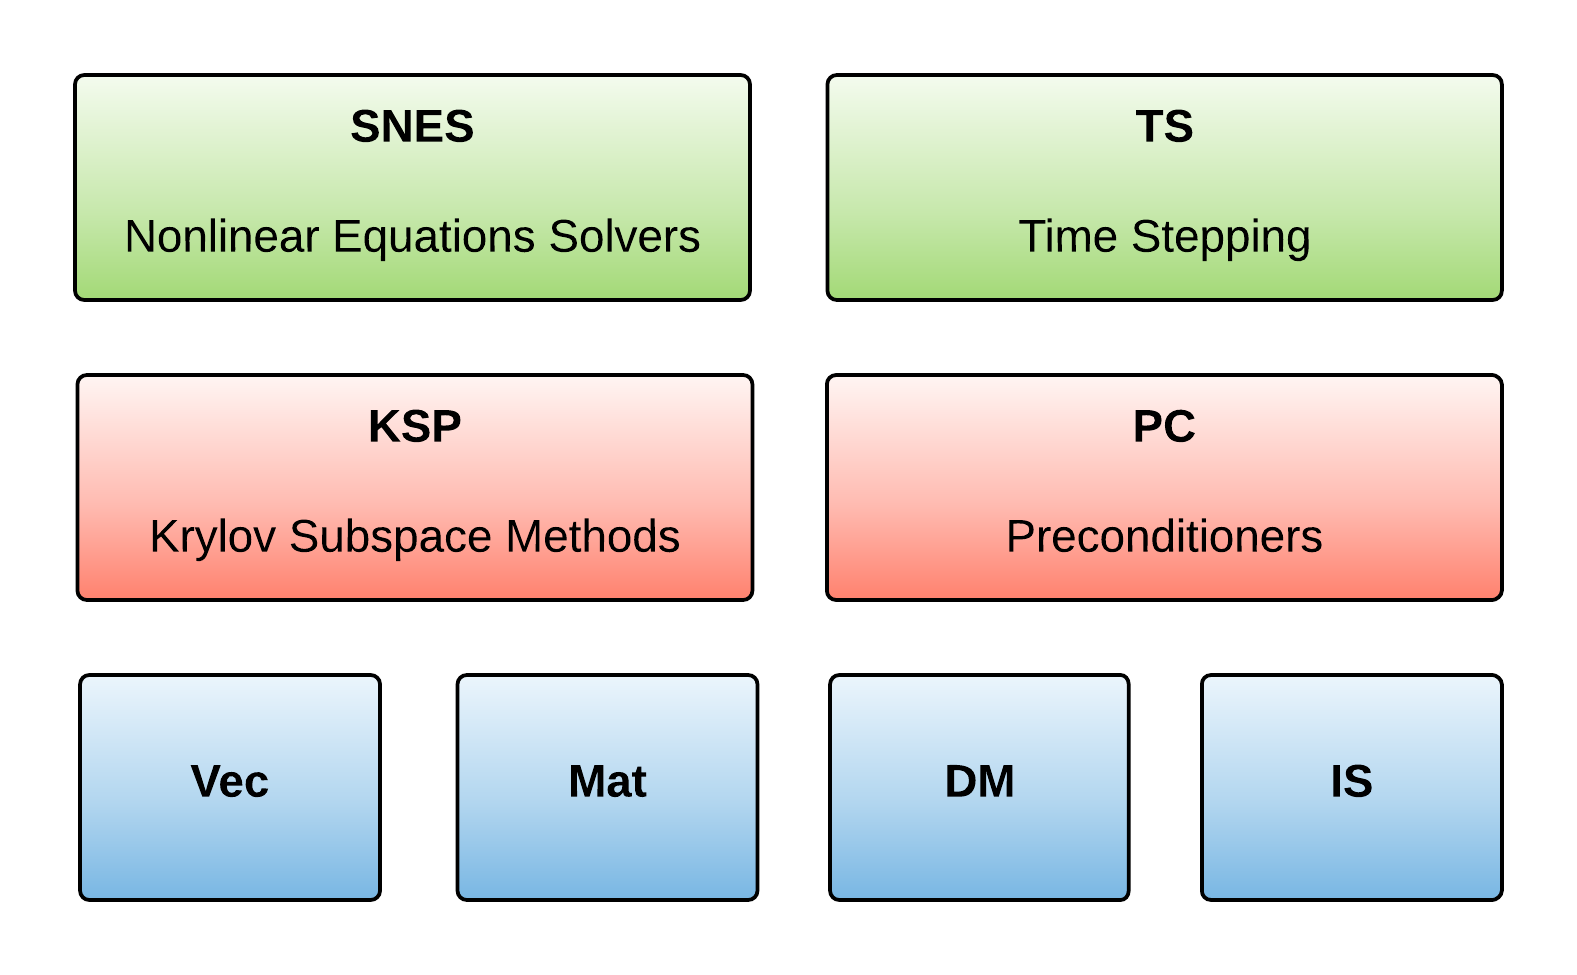 SNES
Nonlinear Equations Solvers
TS
Time Stepping
KSP
Krylov Subspace Methods
PC
Preconditioners
Vec
Mat
DM
IS